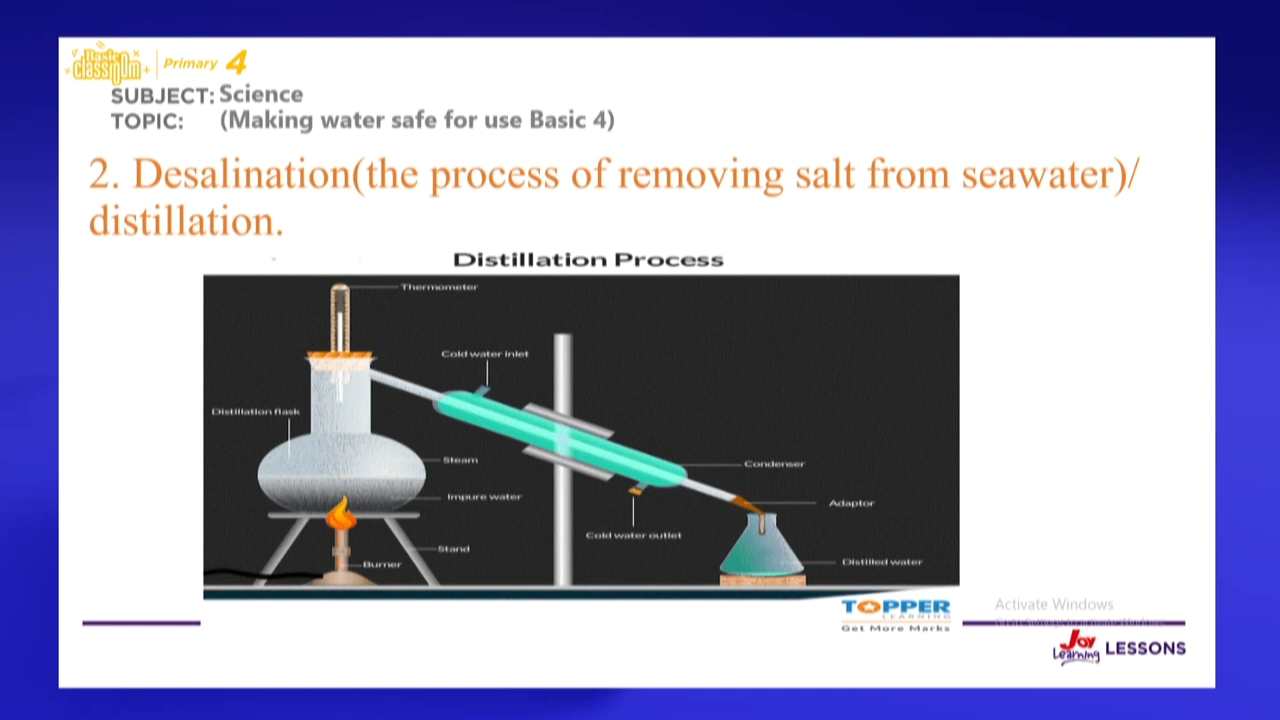 Basic
classroom
Primary 4
SUBJECT: Science
TOPIC: (Making water safe for use Basic 4)
2. Desalination(the process of removing salt from seawater)/
distillation.
Distillation Process
Thermometer
Cold water inlet
Distillation flask
Steam
Condenser
Impure water
Adaptor
Cold water outlet
Stand
Burner
Distilled water
TOPPER
LEARNING
Get More Marks
Activate Windows
Joy
Learning LESSONS